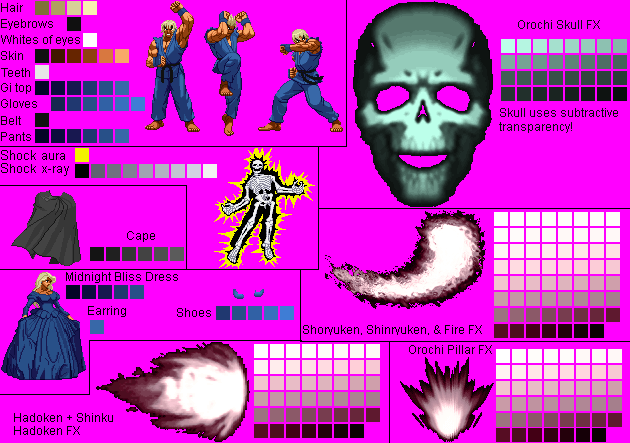 Hair
Eyebrows
Whites of eyes
Skin
Teeth
Gi top
Gloves
Belt
Pants
Shock aura
Shock x-ray
Orochi Skull FX
Skull uses subtractive
transparency!
Cape
Midnight Bliss Dress
Earring
Shoes
Shoryuken, Shinryuken, & Fire FX
Hadoken + Shinku
Hadoken FX
Orochi Pillar FX